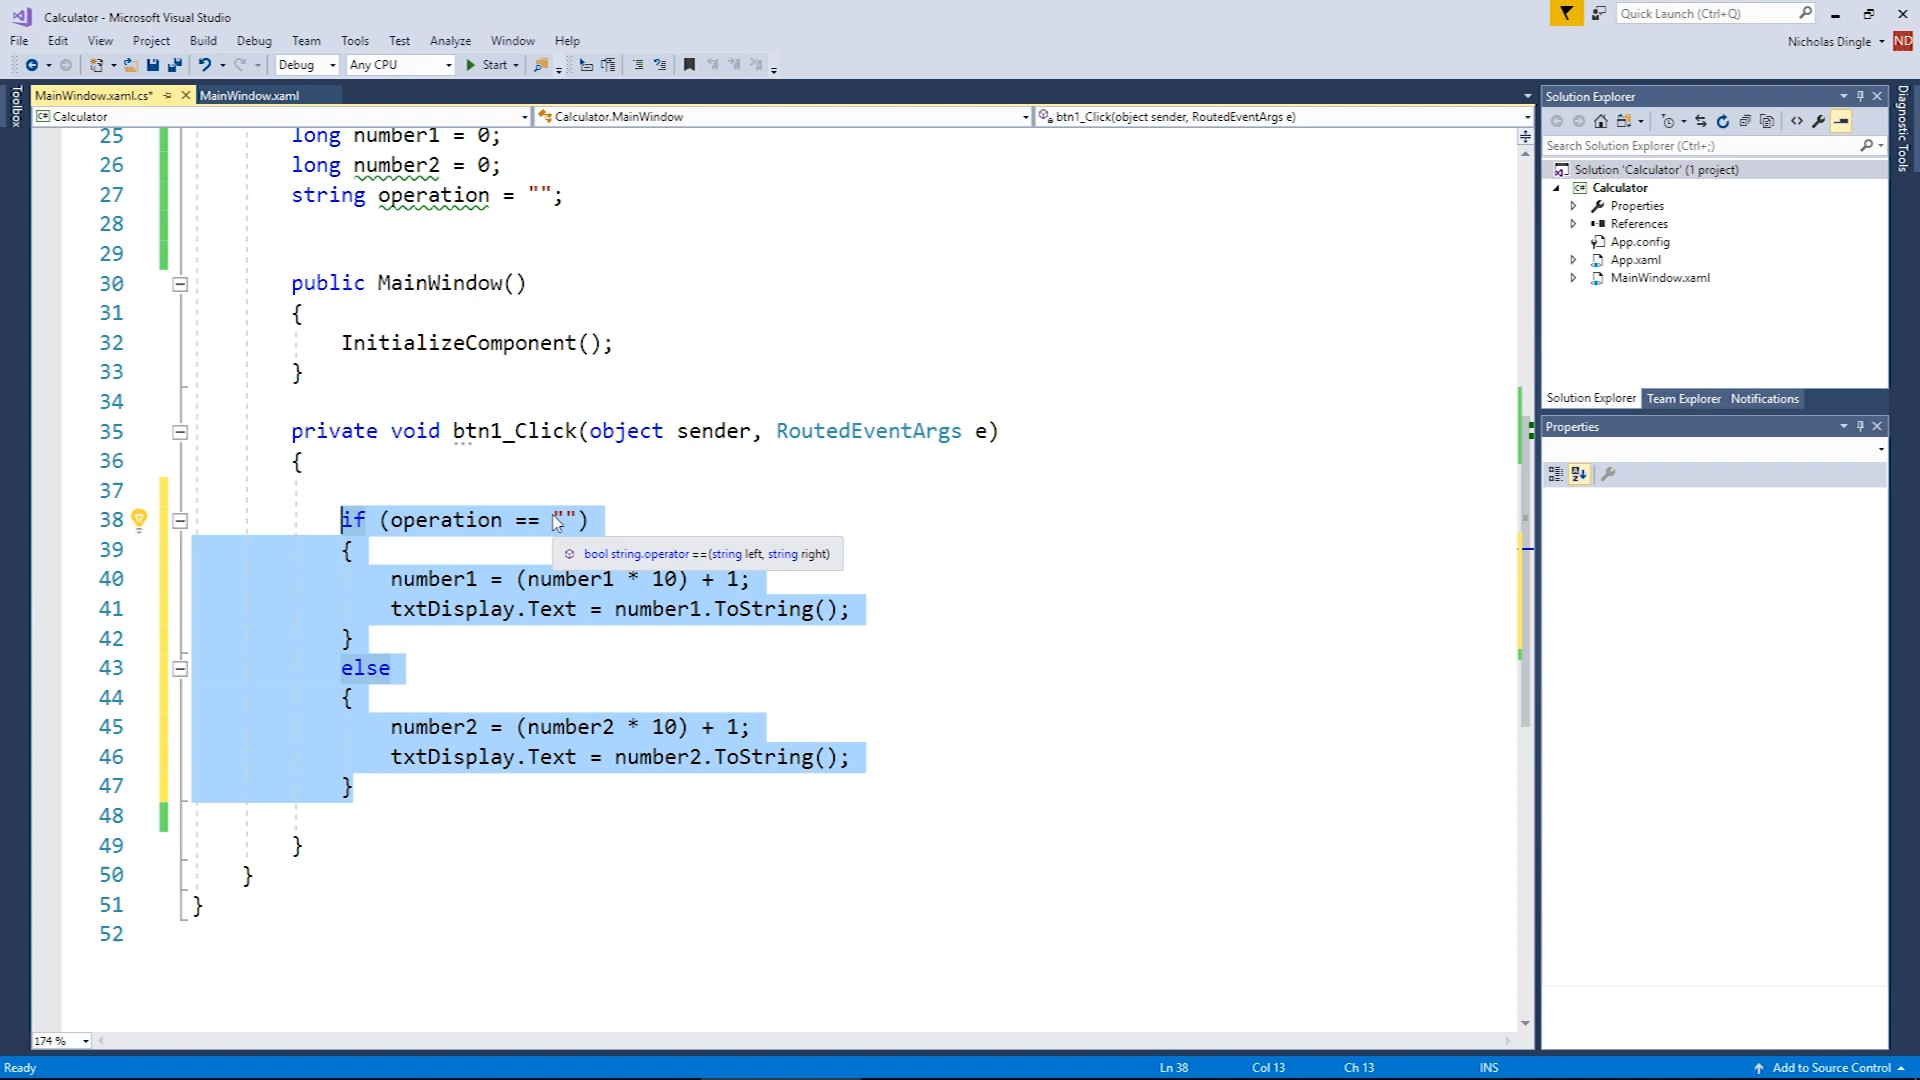 Calculator - Microsoft Visual Studio
Quick Launch (Ctrl+Q)
File Edit View Project Build Debug Team Tools Test Analyze Window Help
Nicholas Dingle ND
Debug Any CPU Start
Toolbox
MainWindow.xaml.cs* MainWindow.xaml
Calculator Calculator.MainWindow btn1_Click(object sender, RoutedEventArgs e)
25 long number1 = 0;
26 long number2 = 0;
27 string operation = "";
28
29
30 public MainWindow()
31 {
32 InitializeComponent();
33 }
34
35 private void btn1_Click(object sender, RoutedEventArgs e)
36 {
37
38 if (operation == "")
39 {
bool string.operator ==(string left, string right)
40 number1 = (number1 * 10) + 1;
41 txtDisplay.Text = number1.ToString();
42 }
43 else
44 {
45 number2 = (number2 * 10) + 1;
46 txtDisplay.Text = number2.ToString();
47 }
48
49 }
50 }
51 }
52
174 %
Solution Explorer
Search Solution Explorer (Ctrl+;)
Solution 'Calculator' (1 project)
C# Calculator
Properties
References
App.config
App.xaml
MainWindow.xaml
Solution Explorer Team Explorer Notifications
Properties
Diagnostic Tools
Ready Ln 38 Col 13 Ch 13 INS Add to Source Control